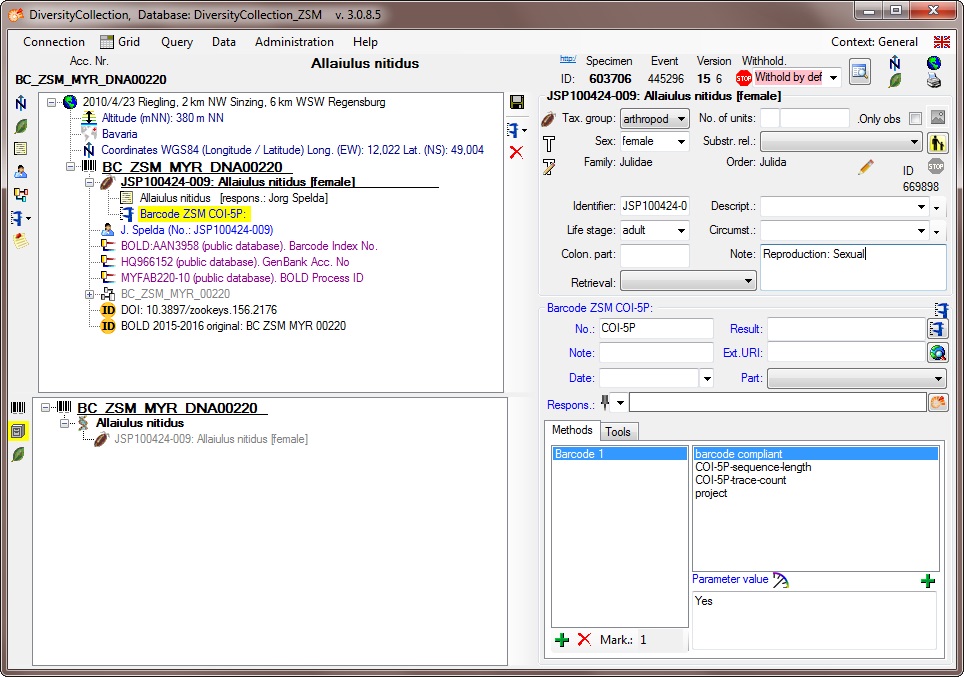 DiversityCollection,  Database: DiversityCollection_ZSM   v. 3.0.8.5
Connection Grid Query Data Administration Help Context: General
Acc. Nr.
BC_ZSM_MYR_DNA00220
Allaiulus nitidus
http:/ Specimen Event Version Withhold.
ID: 603706 445296 15 6 STOP Withold by def
2010/4/23 Riegling, 2 km NW Sinzing, 6 km WSW Regensburg
Altitude (mNN): 380 m NN
Bavaria
Coordinates WGS84 (Longitude / Latitude) Long. (EW): 12,022 Lat. (NS): 49,004
BC_ZSM_MYR_DNA00220
JSP100424-009: Allaiulus nitidus [female]
Allaiulus nitidus   [respons.: Jorg Spelda]
Barcode ZSM COI-5P:
J. Spelda (No.: JSP100424-009)
BOLD:AAN3958 (public database). Barcode Index No.
HQ966152 (public database). GenBank Acc. No
MYFAB220-10 (public database). BOLD Process ID
BC_ZSM_MYR_00220
ID DOI: 10.3897/zookeys.156.2176
ID BOLD 2015-2016 original: BC ZSM MYR 00220
BC_ZSM_MYR_DNA00220
Allaiulus nitidus
JSP100424-009: Allaiulus nitidus [female]
JSP100424-009: Allaiulus nitidus [female]
Tax. group: arthropod No. of units: Only obs
Sex: female Substr. rel.:
Family: Julidae Order: Julida ID STOP
669898
Identifier: JSP100424-0 Descript.:
Life stage: adult Circumst.:
Colon. part: Note: Reproduction: Sexual
Retrieval:
Barcode ZSM COI-5P:
No.: COI-5P Result:
Note: Ext.URI:
Date: Part:
Respons.:
Methods Tools
Barcode 1
barcode compliant
COI-5P-sequence-length
COI-5P-trace-count
project
Parameter value
Yes
Mark.: 1